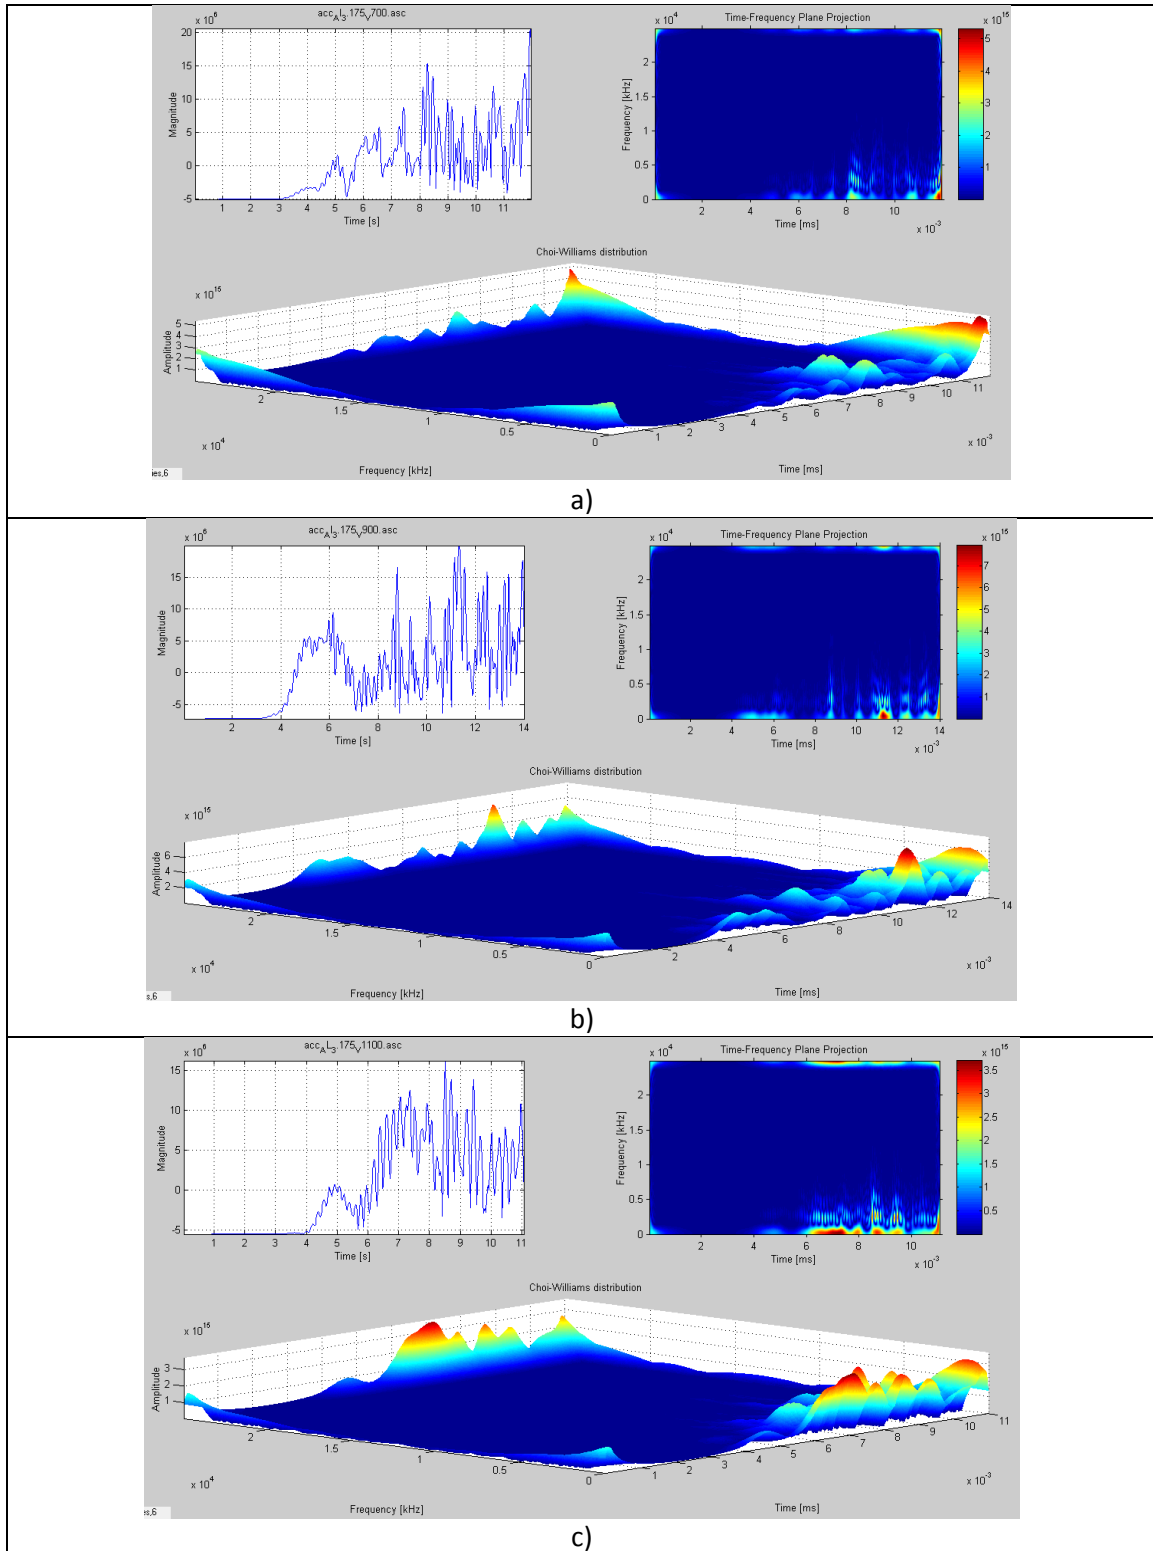 acc_Al_3.175_V700.asc
x 10^6
20
15
10
5
0
-5
Magnitude
1 2 3 4 5 6 7 8 9 10 11
Time [s]
Time-Frequency Plane Projection
x 10^4
2
1.5
1
0.5
0
Frequency [kHz]
2 4 6 8 10
Time [ms]
x 10^-3
x 10^15
5
4
3
2
1
Choi-Williams distribution
x 10^15
5
4
3
2
1
Amplitude
2 1.5 1 0.5 0
x 10^4
Frequency [kHz]
1 2 3 4 5 6 7 8 9 10 11
x 10^-3
Time [ms]
ies,6
a)
acc_Al_3.175_V900.asc
x 10^6
15
10
5
0
-5
Magnitude
2 4 6 8 10 12 14
Time [s]
Time-Frequency Plane Projection
x 10^4
2
1.5
1
0.5
0
Frequency [kHz]
2 4 6 8 10 12 14
Time [ms]
x 10^-3
x 10^15
7
6
5
4
3
2
1
Choi-Williams distribution
x 10^15
6
4
2
Amplitude
2 1.5 1 0.5 0
x 10^4
Frequency [kHz]
2 4 6 8 10 12 14
x 10^-3
Time [ms]
s,6
b)
acc_Al_3.175_V1100.asc
x 10^6
15
10
5
0
-5
Magnitude
1 2 3 4 5 6 7 8 9 10 11
Time [s]
Time-Frequency Plane Projection
x 10^4
2
1.5
1
0.5
0
Frequency [kHz]
2 4 6 8 10
Time [ms]
x 10^-3
x 10^15
3.5
3
2.5
2
1.5
1
0.5
Choi-Williams distribution
x 10^15
3
2
1
Amplitude
2 1.5 1 0.5 0
x 10^4
Frequency [kHz]
1 2 3 4 5 6 7 8 9 10 11
x 10^-3
Time [ms]
es,6
c)